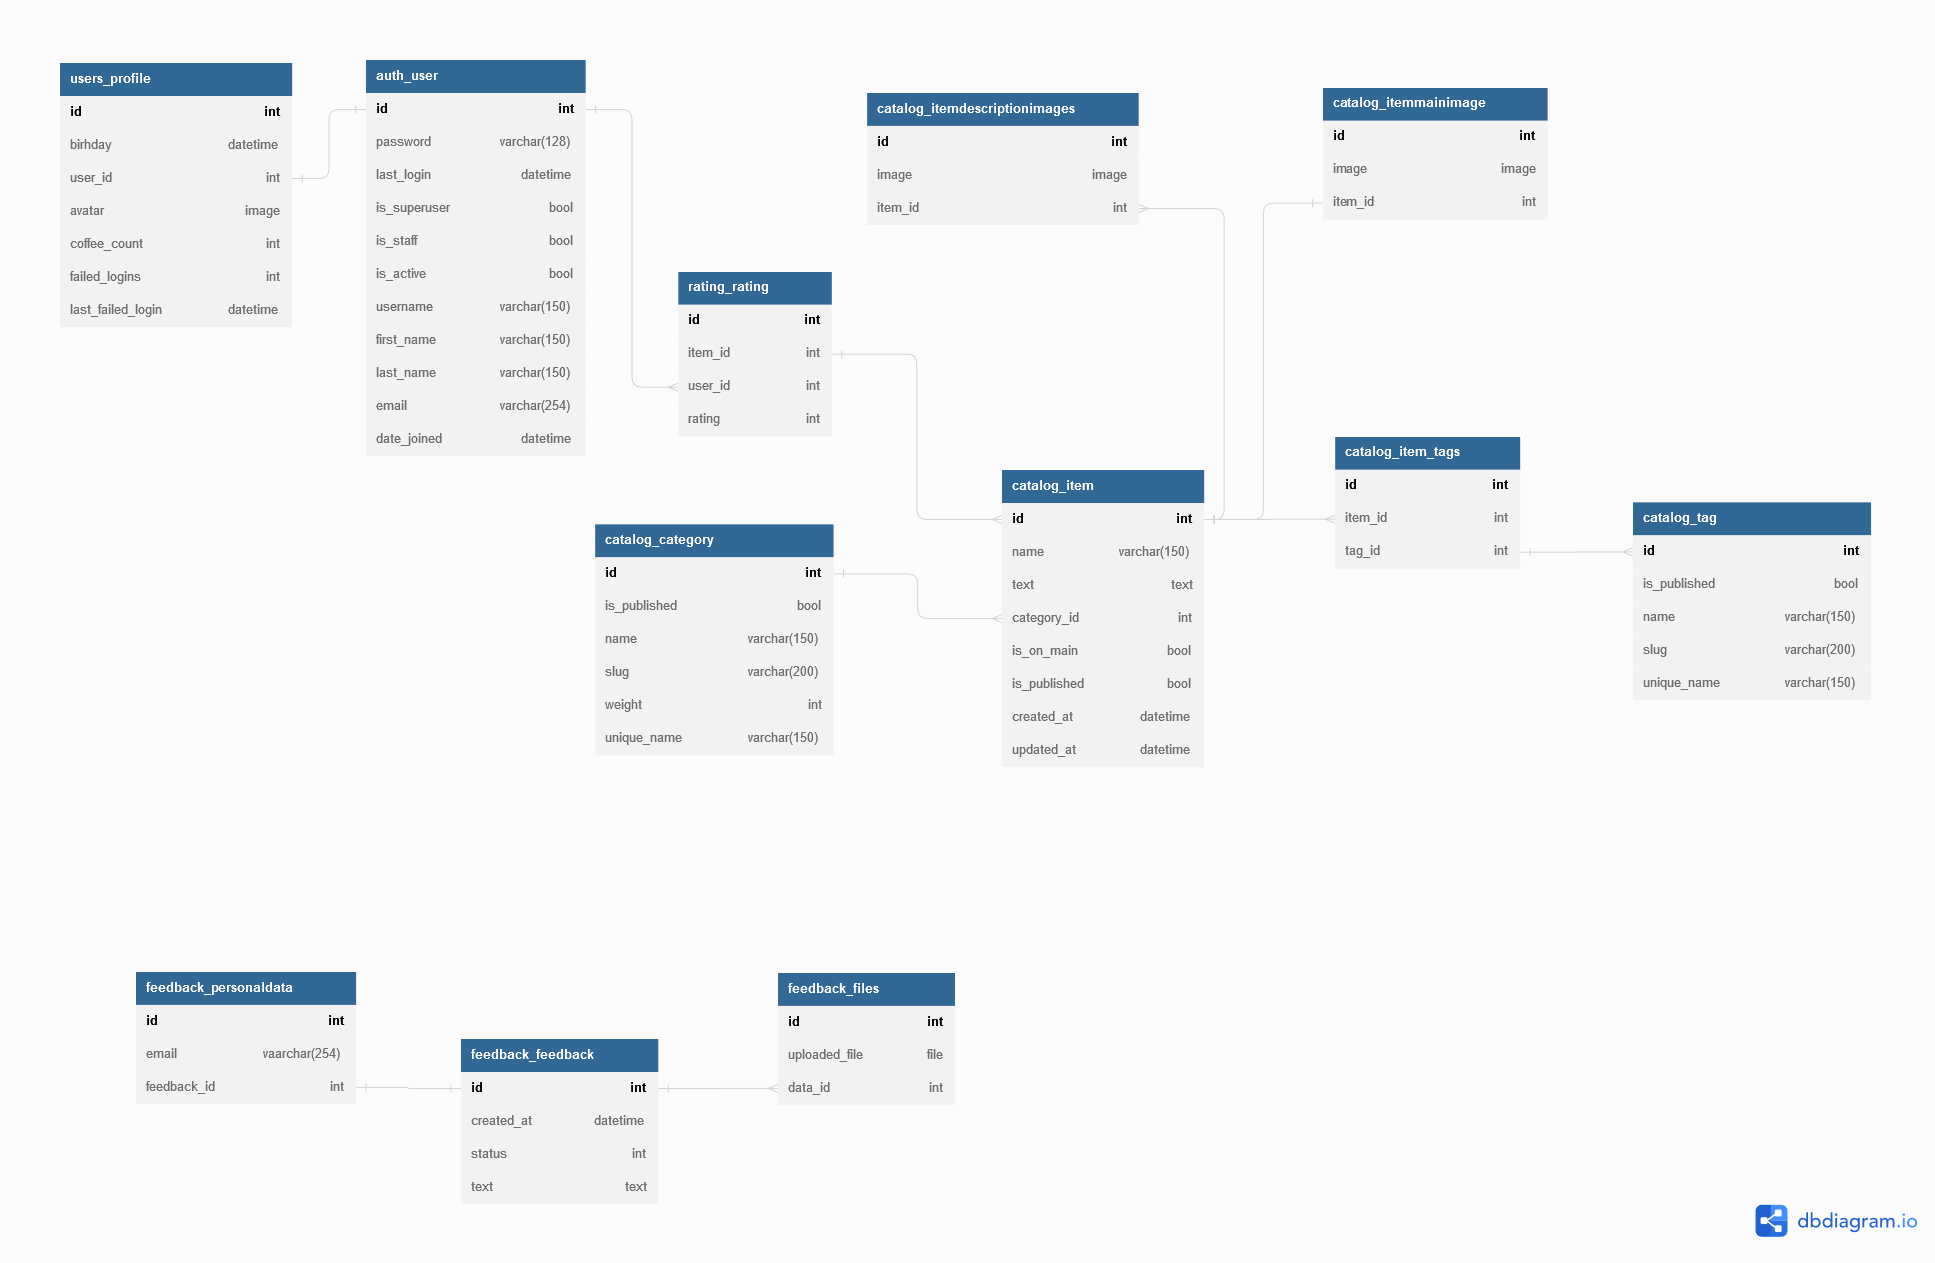 users_profile
id int
birhday datetime
user_id int
avatar image
coffee_count int
failed_logins int
last_failed_login datetime
auth_user
id int
password varchar(128)
last_login datetime
is_superuser bool
is_staff bool
is_active bool
username varchar(150)
first_name varchar(150)
last_name varchar(150)
email varchar(254)
date_joined datetime
rating_rating
id int
item_id int
user_id int
rating int
catalog_itemdescriptionimages
id int
image image
item_id int
catalog_itemmainimage
id int
image image
item_id int
catalog_category
id int
is_published bool
name varchar(150)
slug varchar(200)
weight int
unique_name varchar(150)
catalog_item
id int
name varchar(150)
text text
category_id int
is_on_main bool
is_published bool
created_at datetime
updated_at datetime
catalog_item_tags
id int
item_id int
tag_id int
catalog_tag
id int
is_published bool
name varchar(150)
slug varchar(200)
unique_name varchar(150)
feedback_personaldata
id int
email vaarchar(254)
feedback_id int
feedback_feedback
id int
created_at datetime
status int
text text
feedback_files
id int
uploaded_file file
data_id int
dbdiagram.io